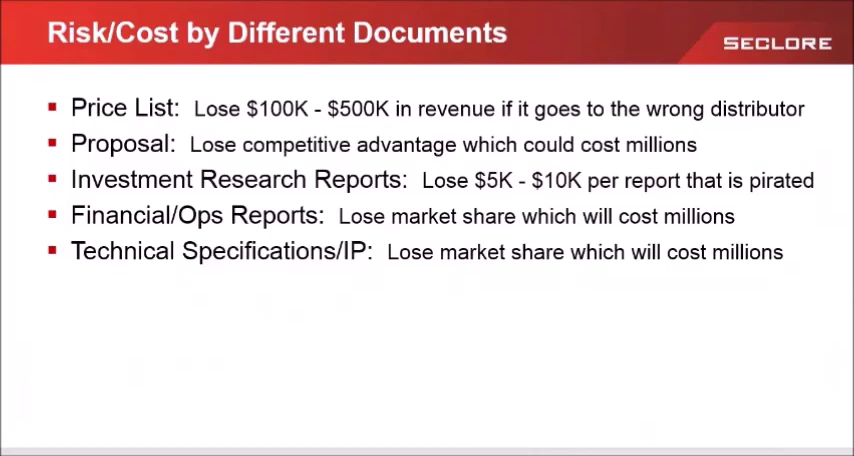 Risk/Cost by Different Documents
SECLORE
Price List: Lose $100K - $500K in revenue if it goes to the wrong distributor
Proposal: Lose competitive advantage which could cost millions
Investment Research Reports: Lose $5K - $10K per report that is pirated
Financial/Ops Reports: Lose market share which will cost millions
Technical Specifications/IP: Lose market share which will cost millions